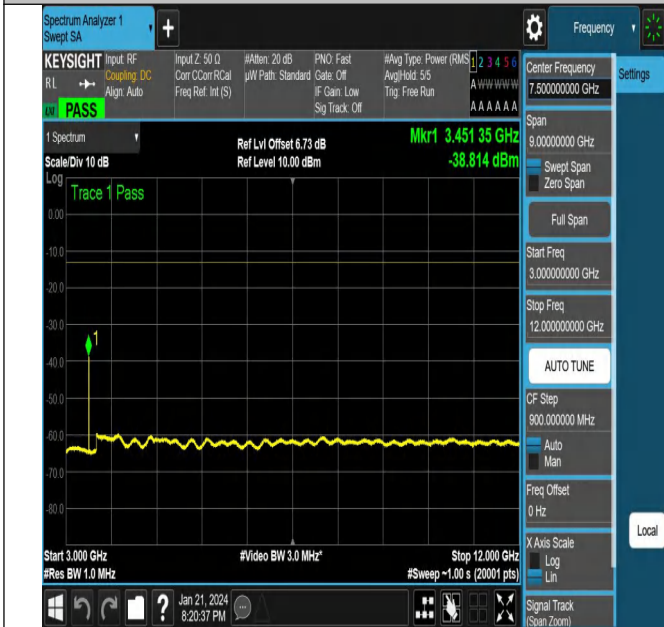 Spectrum Analyzer 1
Swept SA
Frequency
KEYSIGHT
RL
PASS
Input: RF
Coupling: DC
Align: Auto
Input Z: 50 Ω
Corr CCorr RCal
Freq Ref: Int (S)
#Atten: 20 dB
µW Path: Standard
PNO: Fast
Gate: Off
IF Gain: Low
Sig Track: Off
#Avg Type: Power (RMS
Avg|Hold: 5/5
Trig: Free Run
1 2 3 4 5 6
A W W W W W
A A A A A A
1 Spectrum
Scale/Div 10 dB
Log
Ref Lvl Offset 6.73 dB
Ref Level 10.00 dBm
Mkr1 3.451 35 GHz
-38.814 dBm
Trace 1 Pass
0.00
-10.0
-20.0
-30.0
-40.0
-50.0
-60.0
-70.0
-80.0
1
Start 3.000 GHz
#Res BW 1.0 MHz
#Video BW 3.0 MHz*
Stop 12.000 GHz
#Sweep ~1.00 s (20001 pts)
Jan 21, 2024
8:20:37 PM
Center Frequency
7.500000000 GHz
Settings
Span
9.00000000 GHz
Swept Span
Zero Span
Full Span
Start Freq
3.000000000 GHz
Stop Freq
12.000000000 GHz
AUTO TUNE
CF Step
900.000000 MHz
Auto
Man
Freq Offset
0 Hz
Local
X Axis Scale
Log
Lin
Signal Track
(Span Zoom)